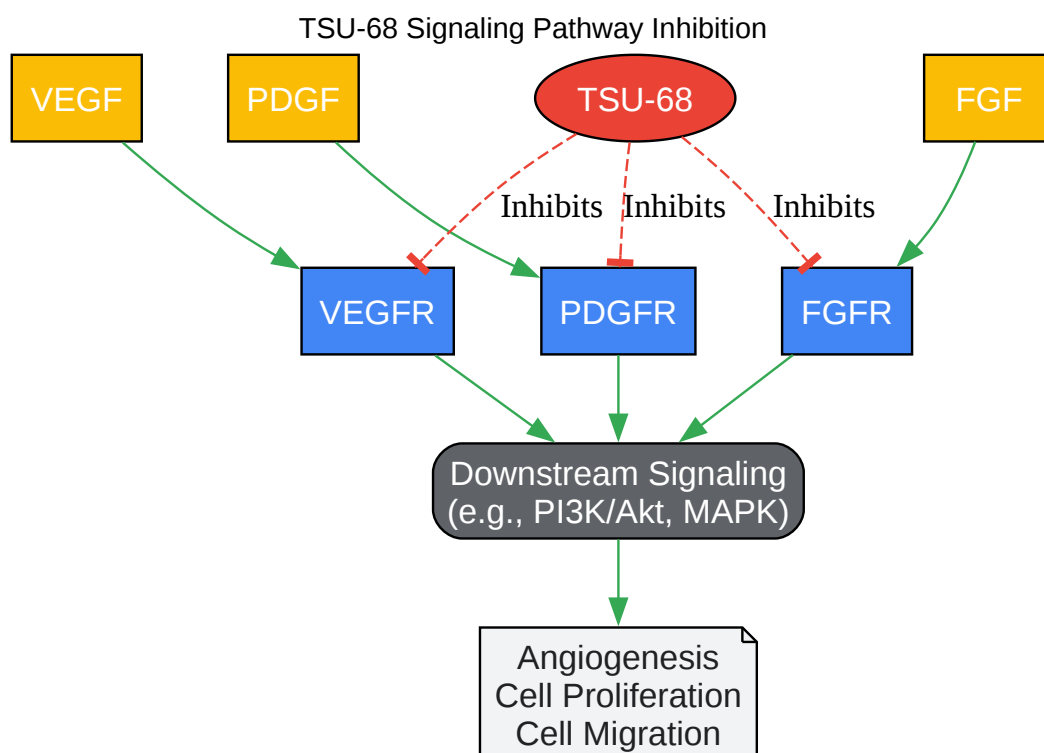 TSU-68 Signaling Pathway Inhibition
VEGF
PDGF
TSU-68
FGF
Inhibits
Inhibits
Inhibits
VEGFR
PDGFR
FGFR
Downstream Signaling
(e.g., PI3K/Akt, MAPK)
Angiogenesis
Cell Proliferation
Cell Migration